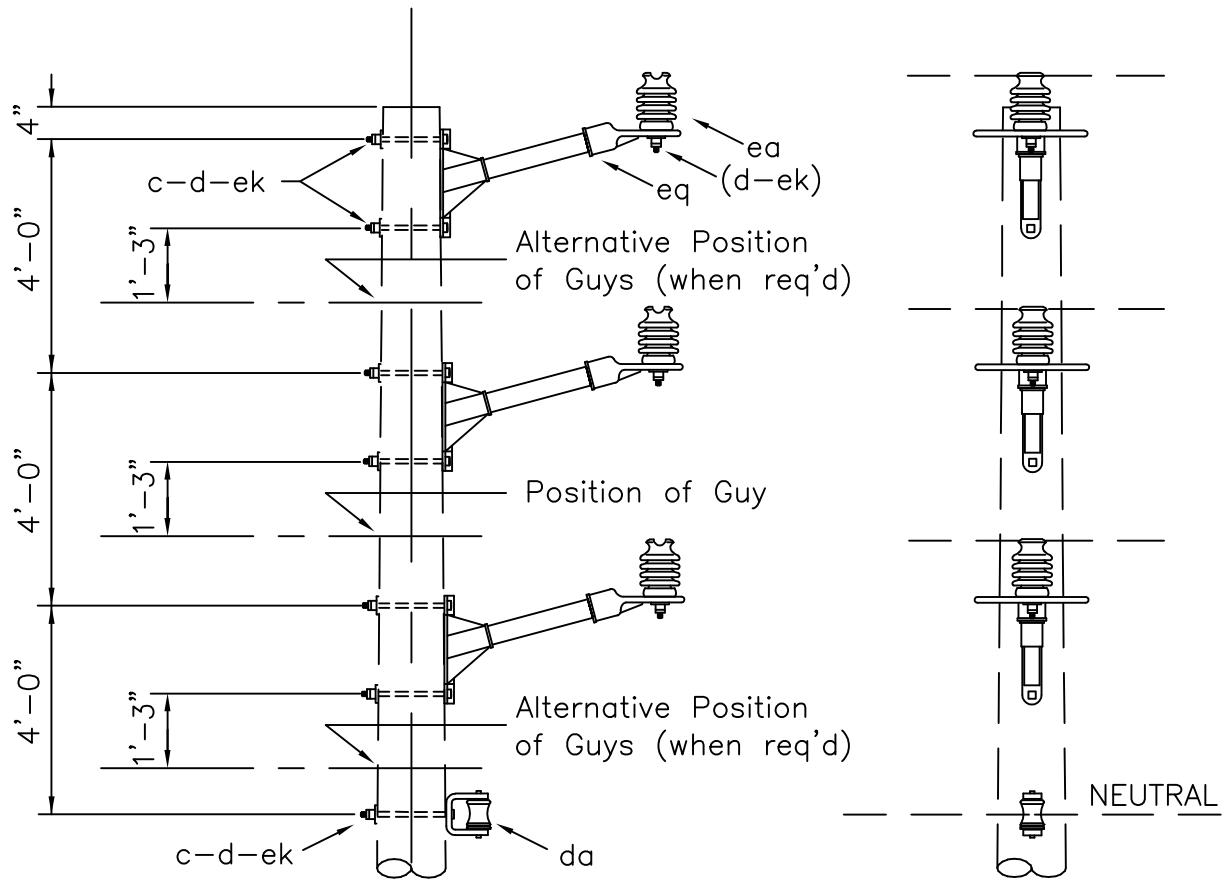 4"
c-d-ek
ea
(d-ek)
eq
4'-0"
1'-3"
Alternative Position
of Guys (when req'd)
4'-0"
1'-3"
Position of Guy
4'-0"
1'-3"
Alternative Position
of Guys (when req'd)
NEUTRAL
c-d-ek
da